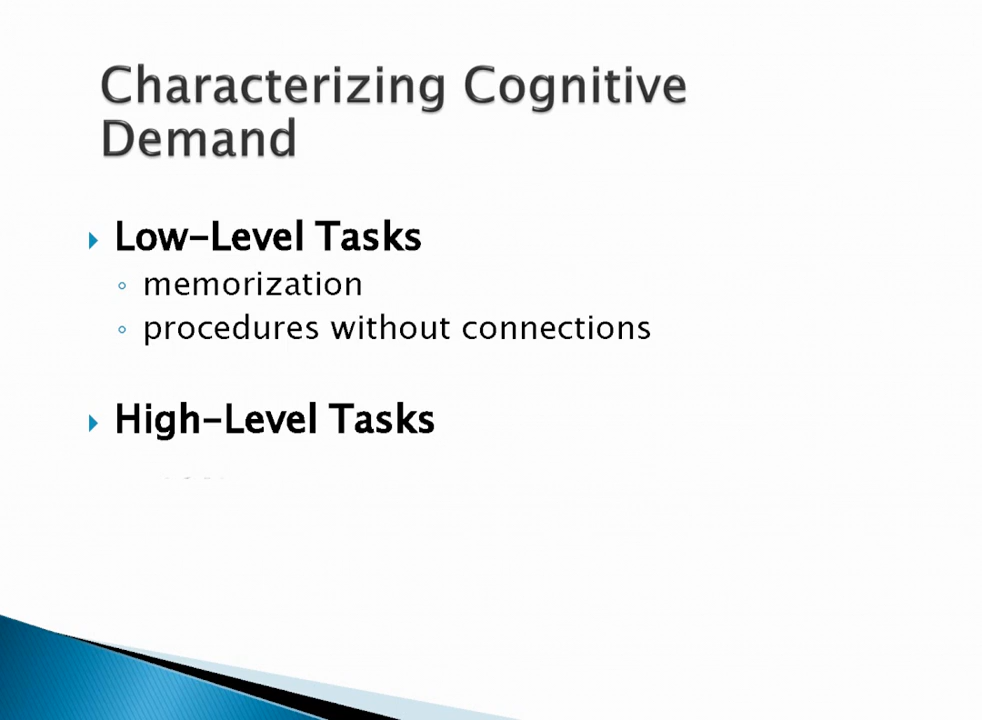 Characterizing Cognitive
Demand
Low-Level Tasks
memorization
procedures without connections
High-Level Tasks